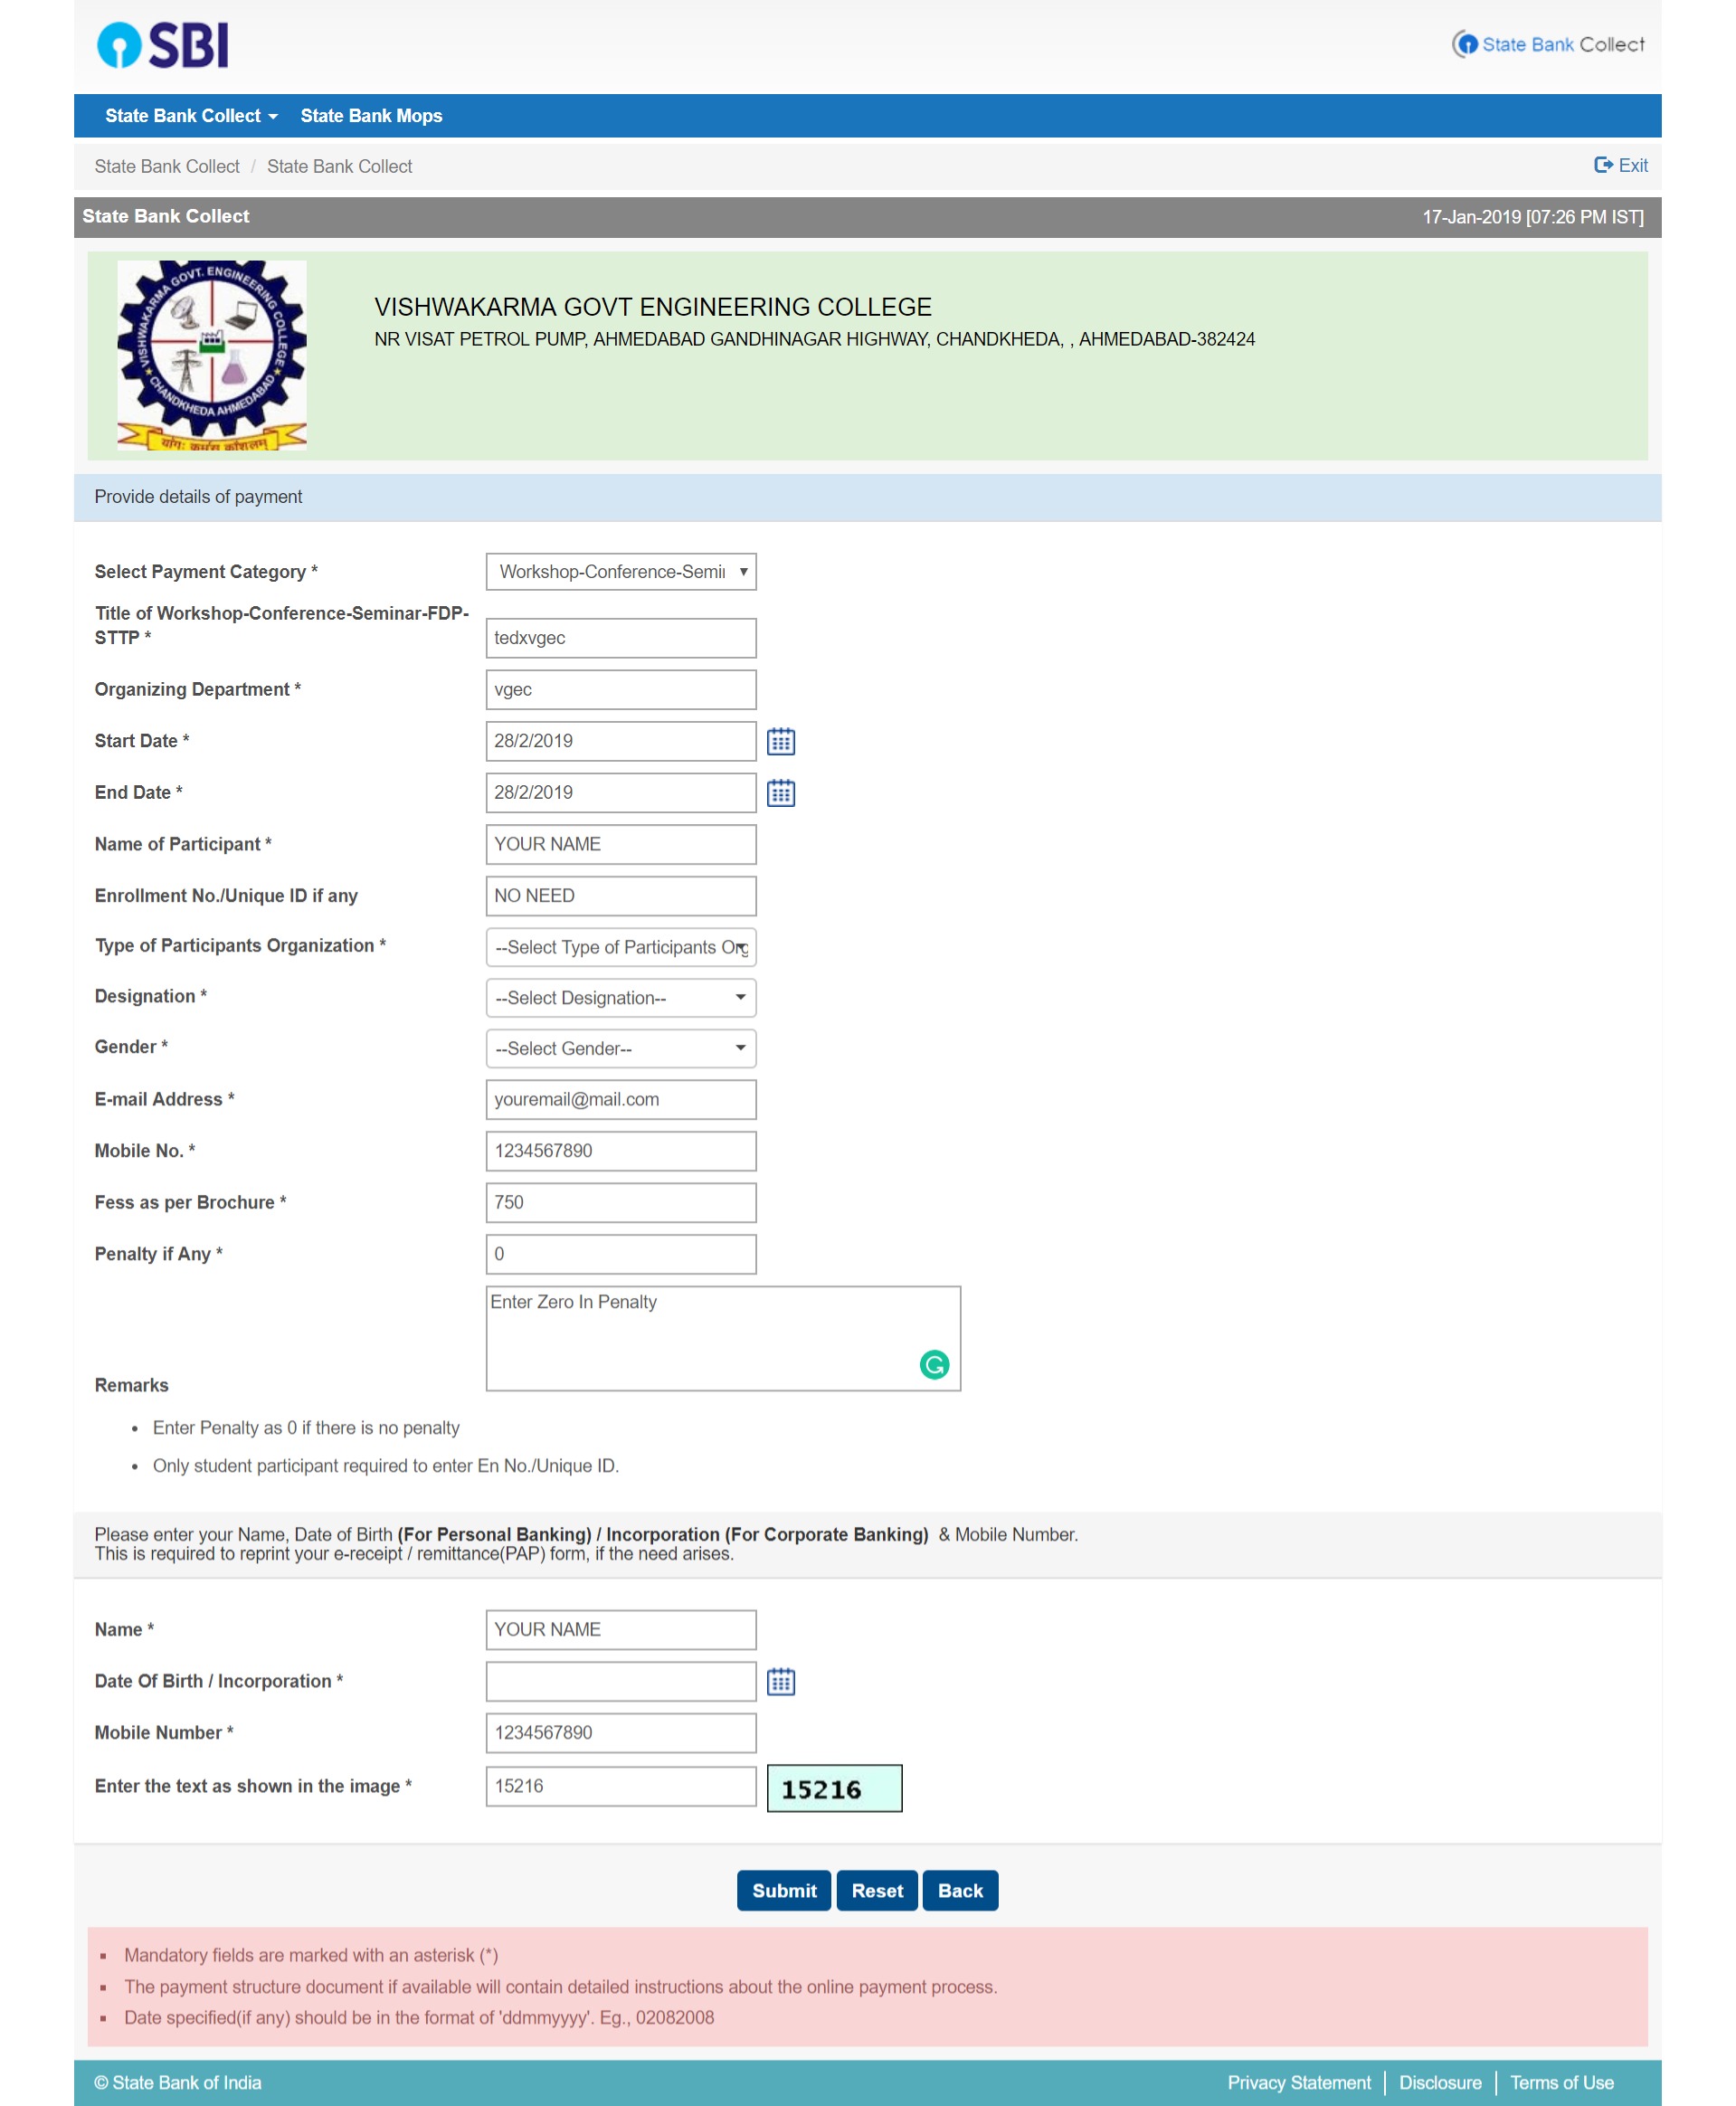 SBI
State Bank Collect
State Bank Collect State Bank Mops
State Bank Collect / State Bank Collect
Exit
State Bank Collect
17-Jan-2019 [07:26 PM IST]
VISHWAKARMA GOVT. ENGINEERING COLLEGE
CHANDKHEDA AHMEDABAD
VISHWAKARMA GOVT ENGINEERING COLLEGE
NR VISAT PETROL PUMP, AHMEDABAD GANDHINAGAR HIGHWAY, CHANDKHEDA, , AHMEDABAD-382424
Provide details of payment
Select Payment Category * Workshop-Conference-Semi
Title of Workshop-Conference-Seminar-FDP-
STTP * tedxvgec
Organizing Department * vgec
Start Date * 28/2/2019
End Date * 28/2/2019
Name of Participant * YOUR NAME
Enrollment No./Unique ID if any NO NEED
Type of Participants Organization * --Select Type of Participants Org
Designation * --Select Designation--
Gender * --Select Gender--
E-mail Address * youremail@mail.com
Mobile No. * 1234567890
Fess as per Brochure * 750
Penalty if Any * 0
Enter Zero In Penalty
Remarks
• Enter Penalty as 0 if there is no penalty
• Only student participant required to enter En No./Unique ID.
Please enter your Name, Date of Birth (For Personal Banking) / Incorporation (For Corporate Banking) & Mobile Number.
This is required to reprint your e-receipt / remittance(PAP) form, if the need arises.
Name * YOUR NAME
Date Of Birth / Incorporation *
Mobile Number * 1234567890
Enter the text as shown in the image * 15216 15216
Submit Reset Back
Mandatory fields are marked with an asterisk (*)
The payment structure document if available will contain detailed instructions about the online payment process.
Date specified(if any) should be in the format of 'ddmmyyyy'. Eg., 02082008
© State Bank of India
Privacy Statement | Disclosure | Terms of Use